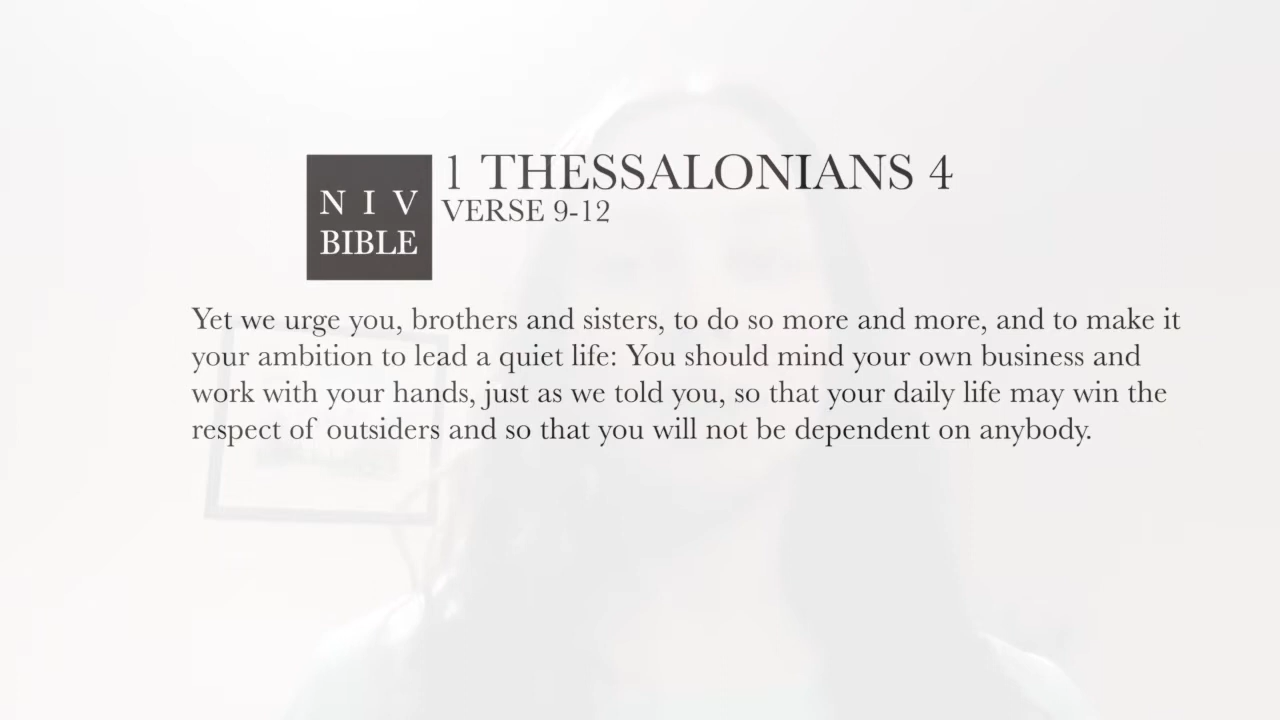 N I V
BIBLE
1 THESSALONIANS 4
VERSE 9-12
Yet we urge you, brothers and sisters, to do so more and more, and to make it
your ambition to lead a quiet life: You should mind your own business and
work with your hands, just as we told you, so that your daily life may win the
respect of outsiders and so that you will not be dependent on anybody.